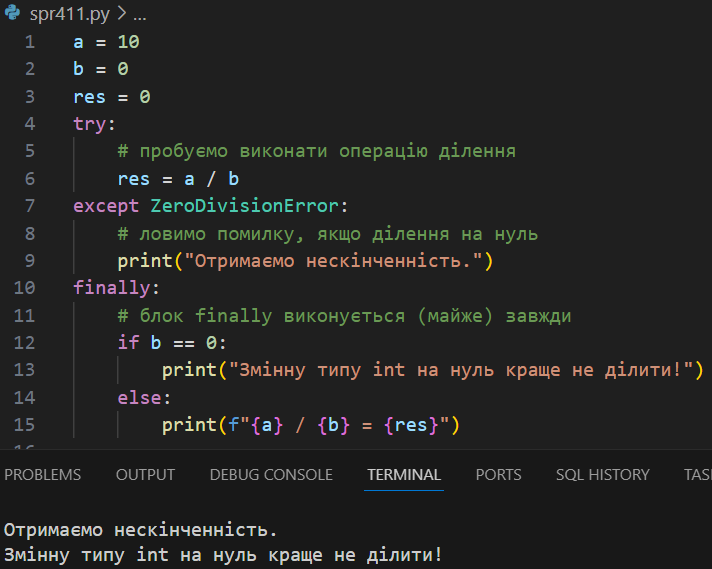 spr411.py > ...
1 a = 10
2 b = 0
3 res = 0
4 try:
5     # пробуємо виконати операцію ділення
6     res = a / b
7 except ZeroDivisionError:
8     # ловимо помилку, якщо ділення на нуль
9     print("Отримаємо нескінченність.")
10 finally:
11     # блок finally виконується (майже) завжди
12     if b == 0:
13         print("Змінну типу int на нуль краще не ділити!")
14     else:
15         print(f"{a} / {b} = {res}")
PROBLEMS OUTPUT DEBUG CONSOLE TERMINAL PORTS SQL HISTORY TAS
Отримаємо нескінченність.
Змінну типу int на нуль краще не ділити!